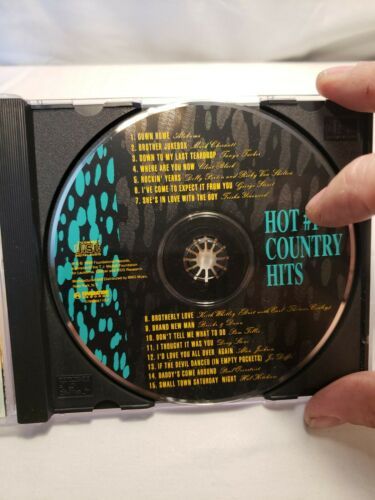 1 DOWN HOME Alabama
2 BROTHER JUKEBOX Mark Chesnutt
3 DOWN TO MY LAST TEARDROP Tanya Tucker
4 WHERE ARE YOU NOW Clint Black
5 ROCKIN' YEARS Dolly Parton and Ricky Van Shelton
6 I'VE COME TO EXPECT IT FROM YOU George Strait
7 SHE'S IN LOVE WITH THE BOY Trisha Yearwood
HOT #1
COUNTRY
HITS
8 BROTHERLY LOVE Keith Whitley Duet with Earl Thomas Conley
9 BRAND NEW MAN Brooks & Dunn
10 DON'T TELL ME WHAT TO DO Pam Tillis
11 I THOUGHT IT WAS YOU Doug Stone
12 I'D LOVE YOU ALL OVER AGAIN Alan Jackson
13 IF THE DEVIL DANCED (IN EMPTY POCKETS) Joe Diffie
14 DADDY'S COME AROUND Paul Overstreet
15 SMALL TOWN SATURDAY NIGHT Hal Ketchum